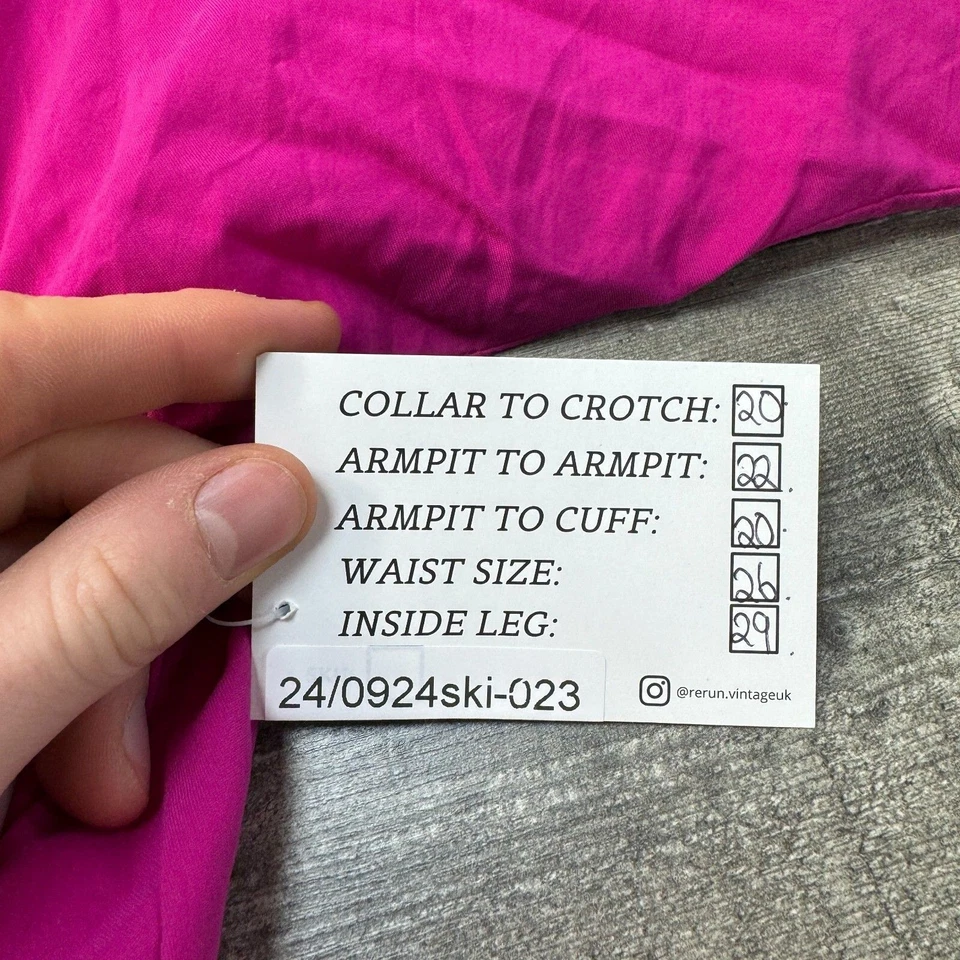 COLLAR TO CROTCH: 20
ARMPIT TO ARMPIT: 22
ARMPIT TO CUFF: 20
WAIST SIZE: 26
INSIDE LEG: 29
24/0924ski-023
@rerun.vintageuk